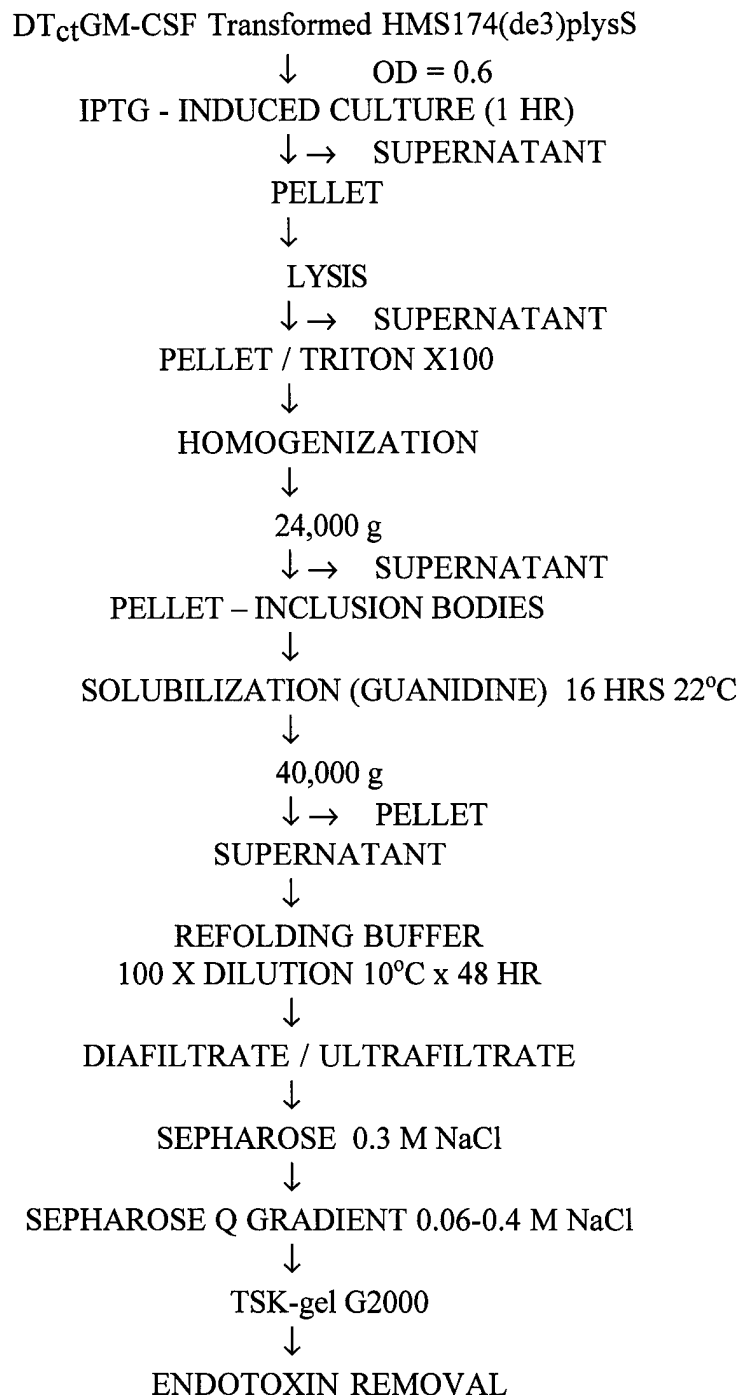 DTctGM-CSF Transformed HMS174(de3)plysS
↓ OD = 0.6
IPTG - INDUCED CULTURE (1 HR)
↓ → SUPERNATANT
PELLET
↓
LYSIS
↓ → SUPERNATANT
PELLET / TRITON X100
↓
HOMOGENIZATION
↓
24,000 g
↓ → SUPERNATANT
PELLET – INCLUSION BODIES
↓
SOLUBILIZATION (GUANIDINE) 16 HRS 22°C
↓
40,000 g
↓ → PELLET
SUPERNATANT
↓
REFOLDING BUFFER
100 X DILUTION 10°C x 48 HR
↓
DIAFILTRATE / ULTRAFILTRATE
↓
SEPHAROSE 0.3 M NaCl
↓
SEPHAROSE Q GRADIENT 0.06-0.4 M NaCl
↓
TSK-gel G2000
↓
ENDOTOXIN REMOVAL